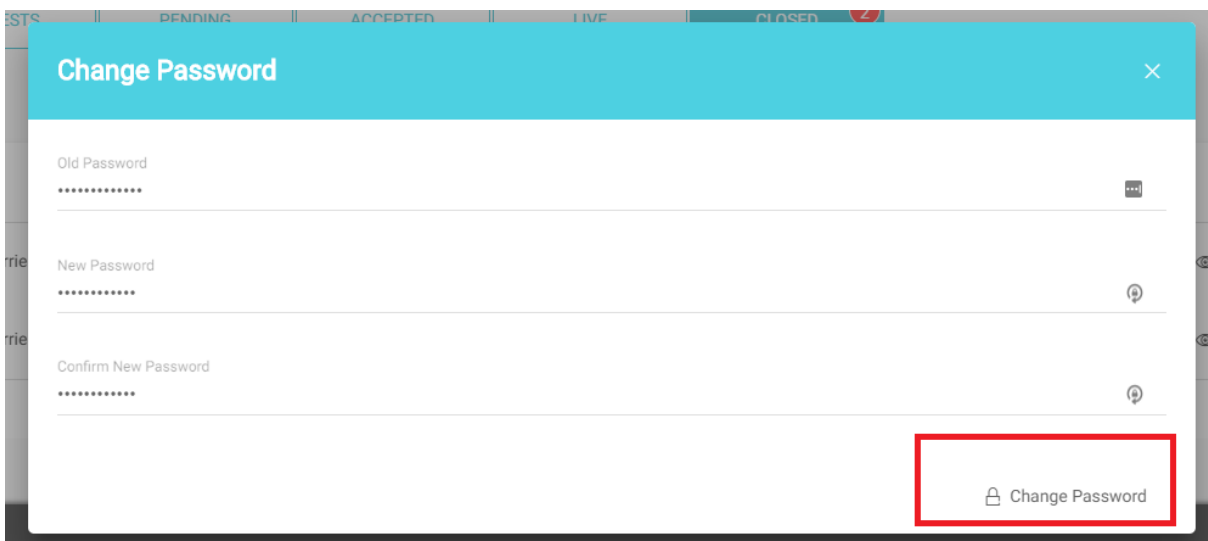 PENDING
ACCEPTED
LIVE
CLOSED
2
Change Password
Old Password
•••••••••••••
New Password
••••••••••••
Confirm New Password
••••••••••••
Change Password